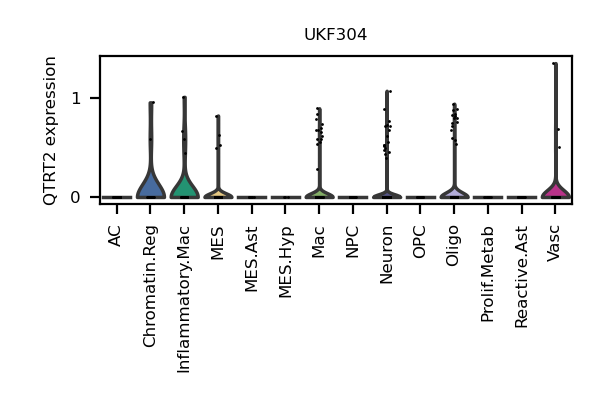 UKF304
QTRT2 expression
1
0
AC
Chromatin.Reg
Inflammatory.Mac
MES
MES.Ast
MES.Hyp
Mac
NPC
Neuron
OPC
Oligo
Prolif.Metab
Reactive.Ast
Vasc